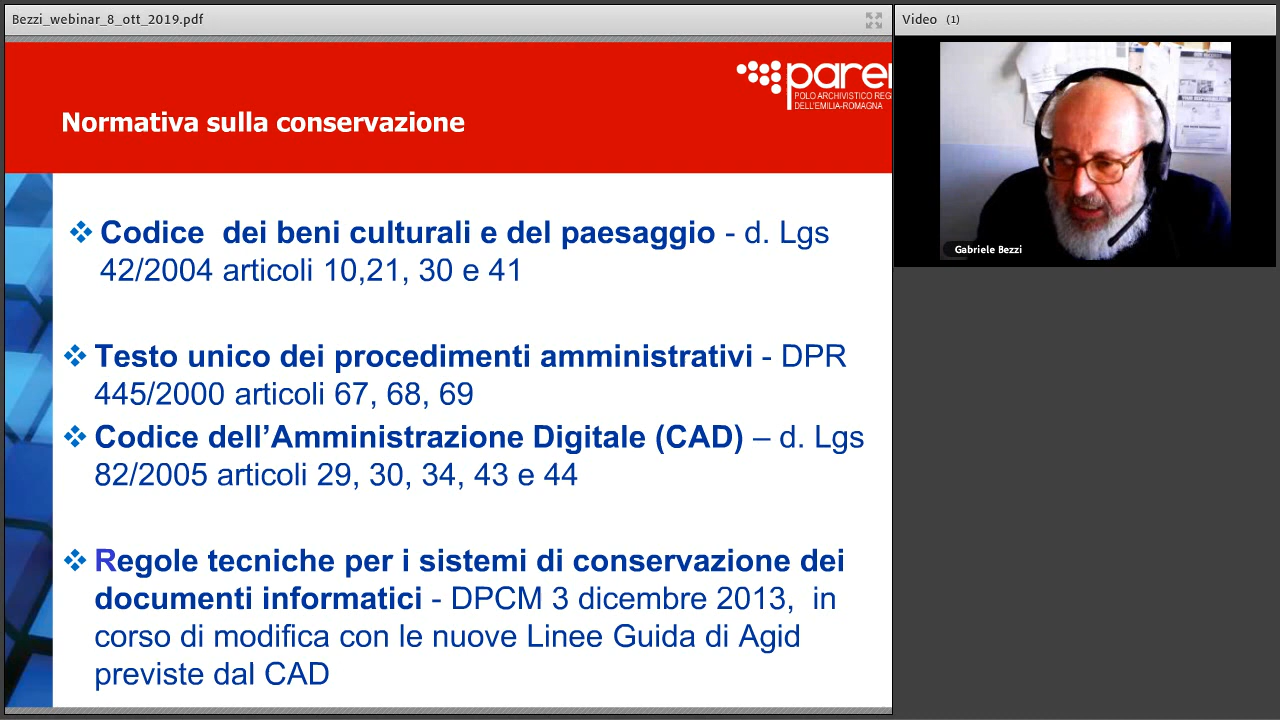 Bezzi_webinar_8_ott_2019.pdf
Video (1)
POLO ARCHIVISTICO REG
DELL'EMILIA-ROMAGNA
Normativa sulla conservazione
Gabriele Bezzi
❖ Codice dei beni culturali e del paesaggio - d. Lgs
42/2004 articoli 10,21, 30 e 41
❖ Testo unico dei procedimenti amministrativi - DPR
445/2000 articoli 67, 68, 69
❖ Codice dell’Amministrazione Digitale (CAD) – d. Lgs
82/2005 articoli 29, 30, 34, 43 e 44
❖ Regole tecniche per i sistemi di conservazione dei
documenti informatici - DPCM 3 dicembre 2013, in
corso di modifica con le nuove Linee Guida di Agid
previste dal CAD